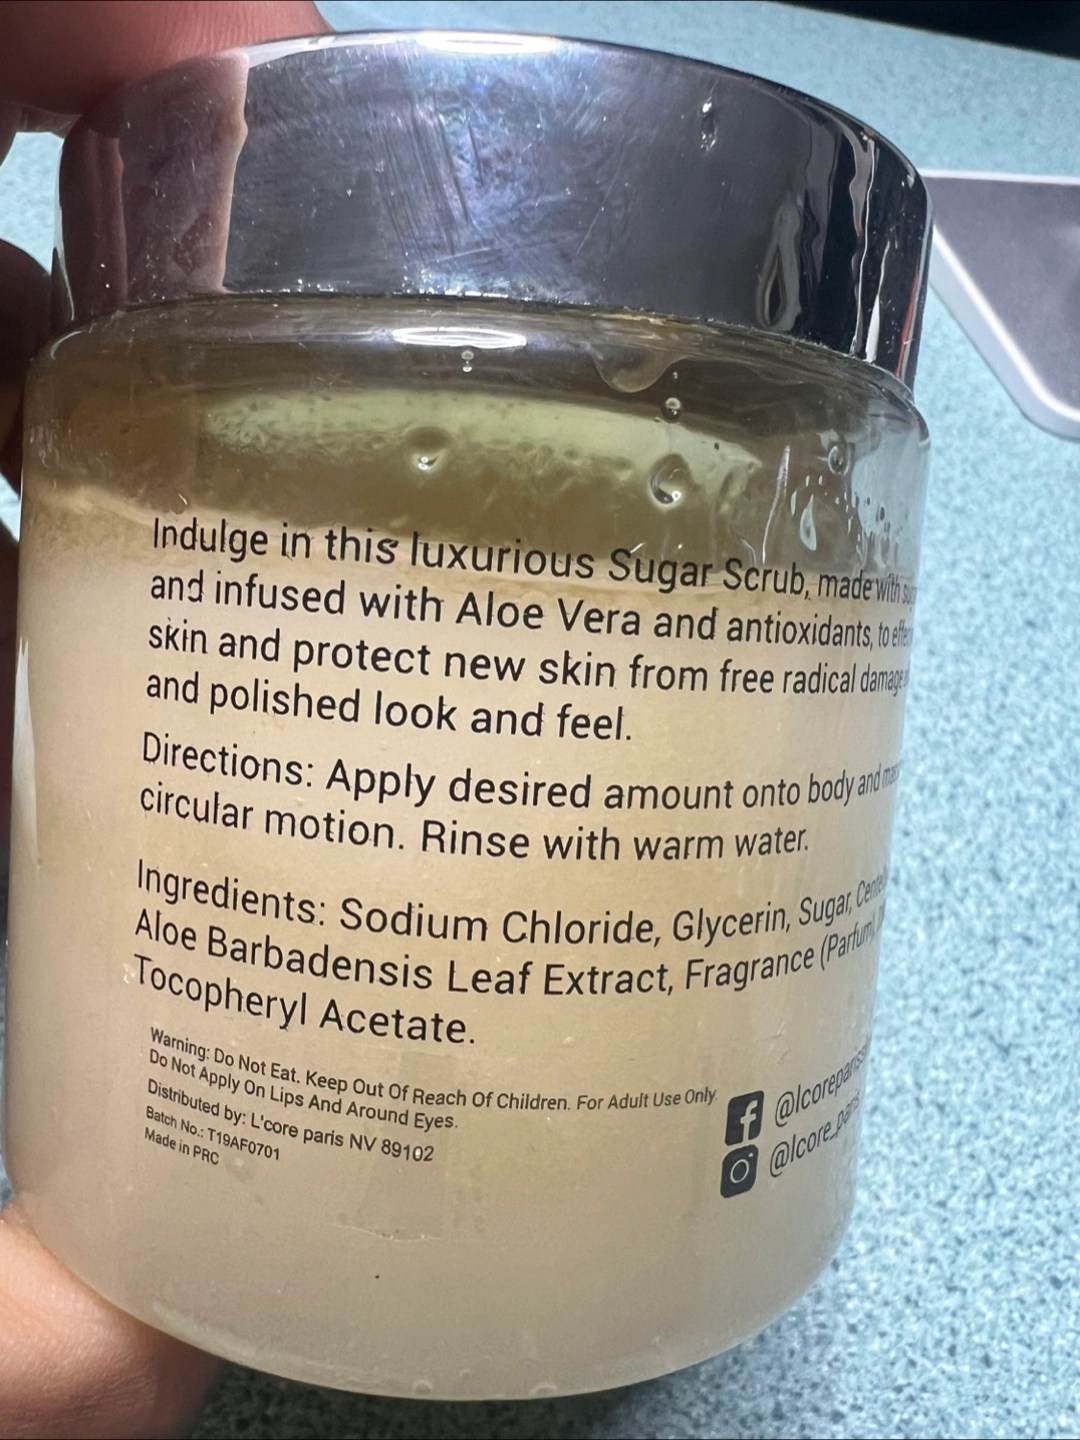 Indulge in this luxurious Sugar Scrub, made with
and infused with Aloe Vera and antioxidants, to
skin and protect new skin from free radical damage
and polished look and feel.
Directions: Apply desired amount onto body and
circular motion. Rinse with warm water.
Ingredients: Sodium Chloride, Glycerin, Sugar,
Aloe Barbadensis Leaf Extract, Fragrance (Parfum),
Tocopheryl Acetate.
Warning: Do Not Eat. Keep Out Of Reach Of Children. For Adult Use Only.
Do Not Apply On Lips And Around Eyes.
Distributed by: L'core paris NV 89102
Batch No.: T19AF0701
Made in PRC